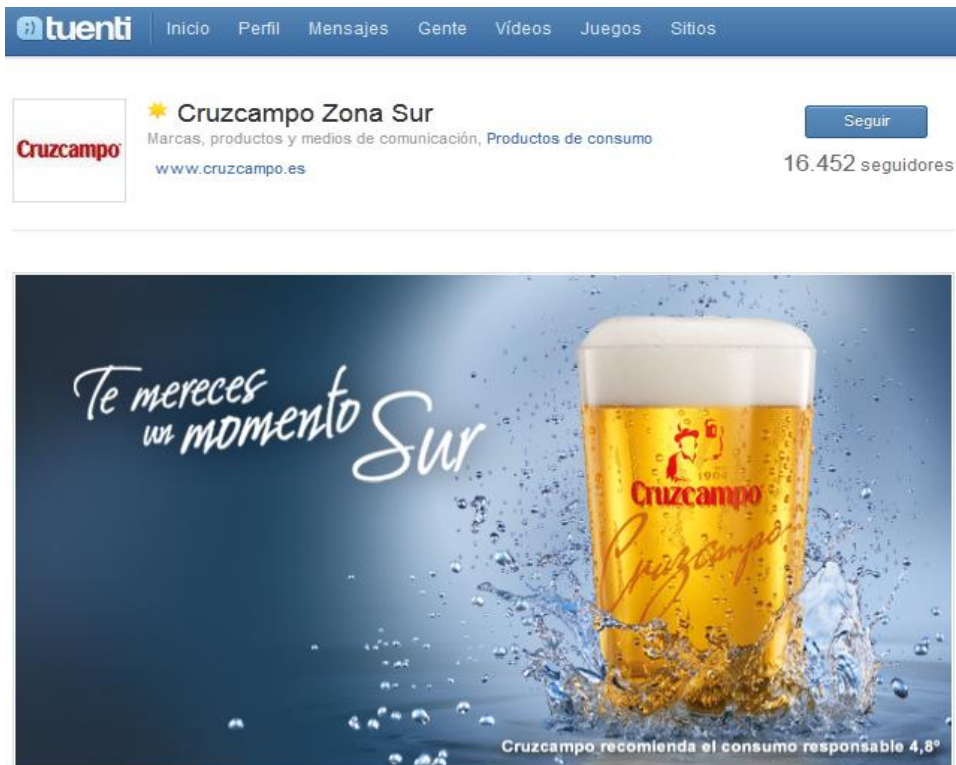 tuenti Inicio Perfil Mensajes Gente Vídeos Juegos Sitios
Cruzcampo
Cruzcampo Zona Sur
Marcas, productos y medios de comunicación, Productos de consumo
www.cruzcampo.es
Seguir
16.452 seguidores
Te mereces
un momento Sur
1904
Cruzcampo
Cruzcampo
Cruzcampo recomienda el consumo responsable 4,8º